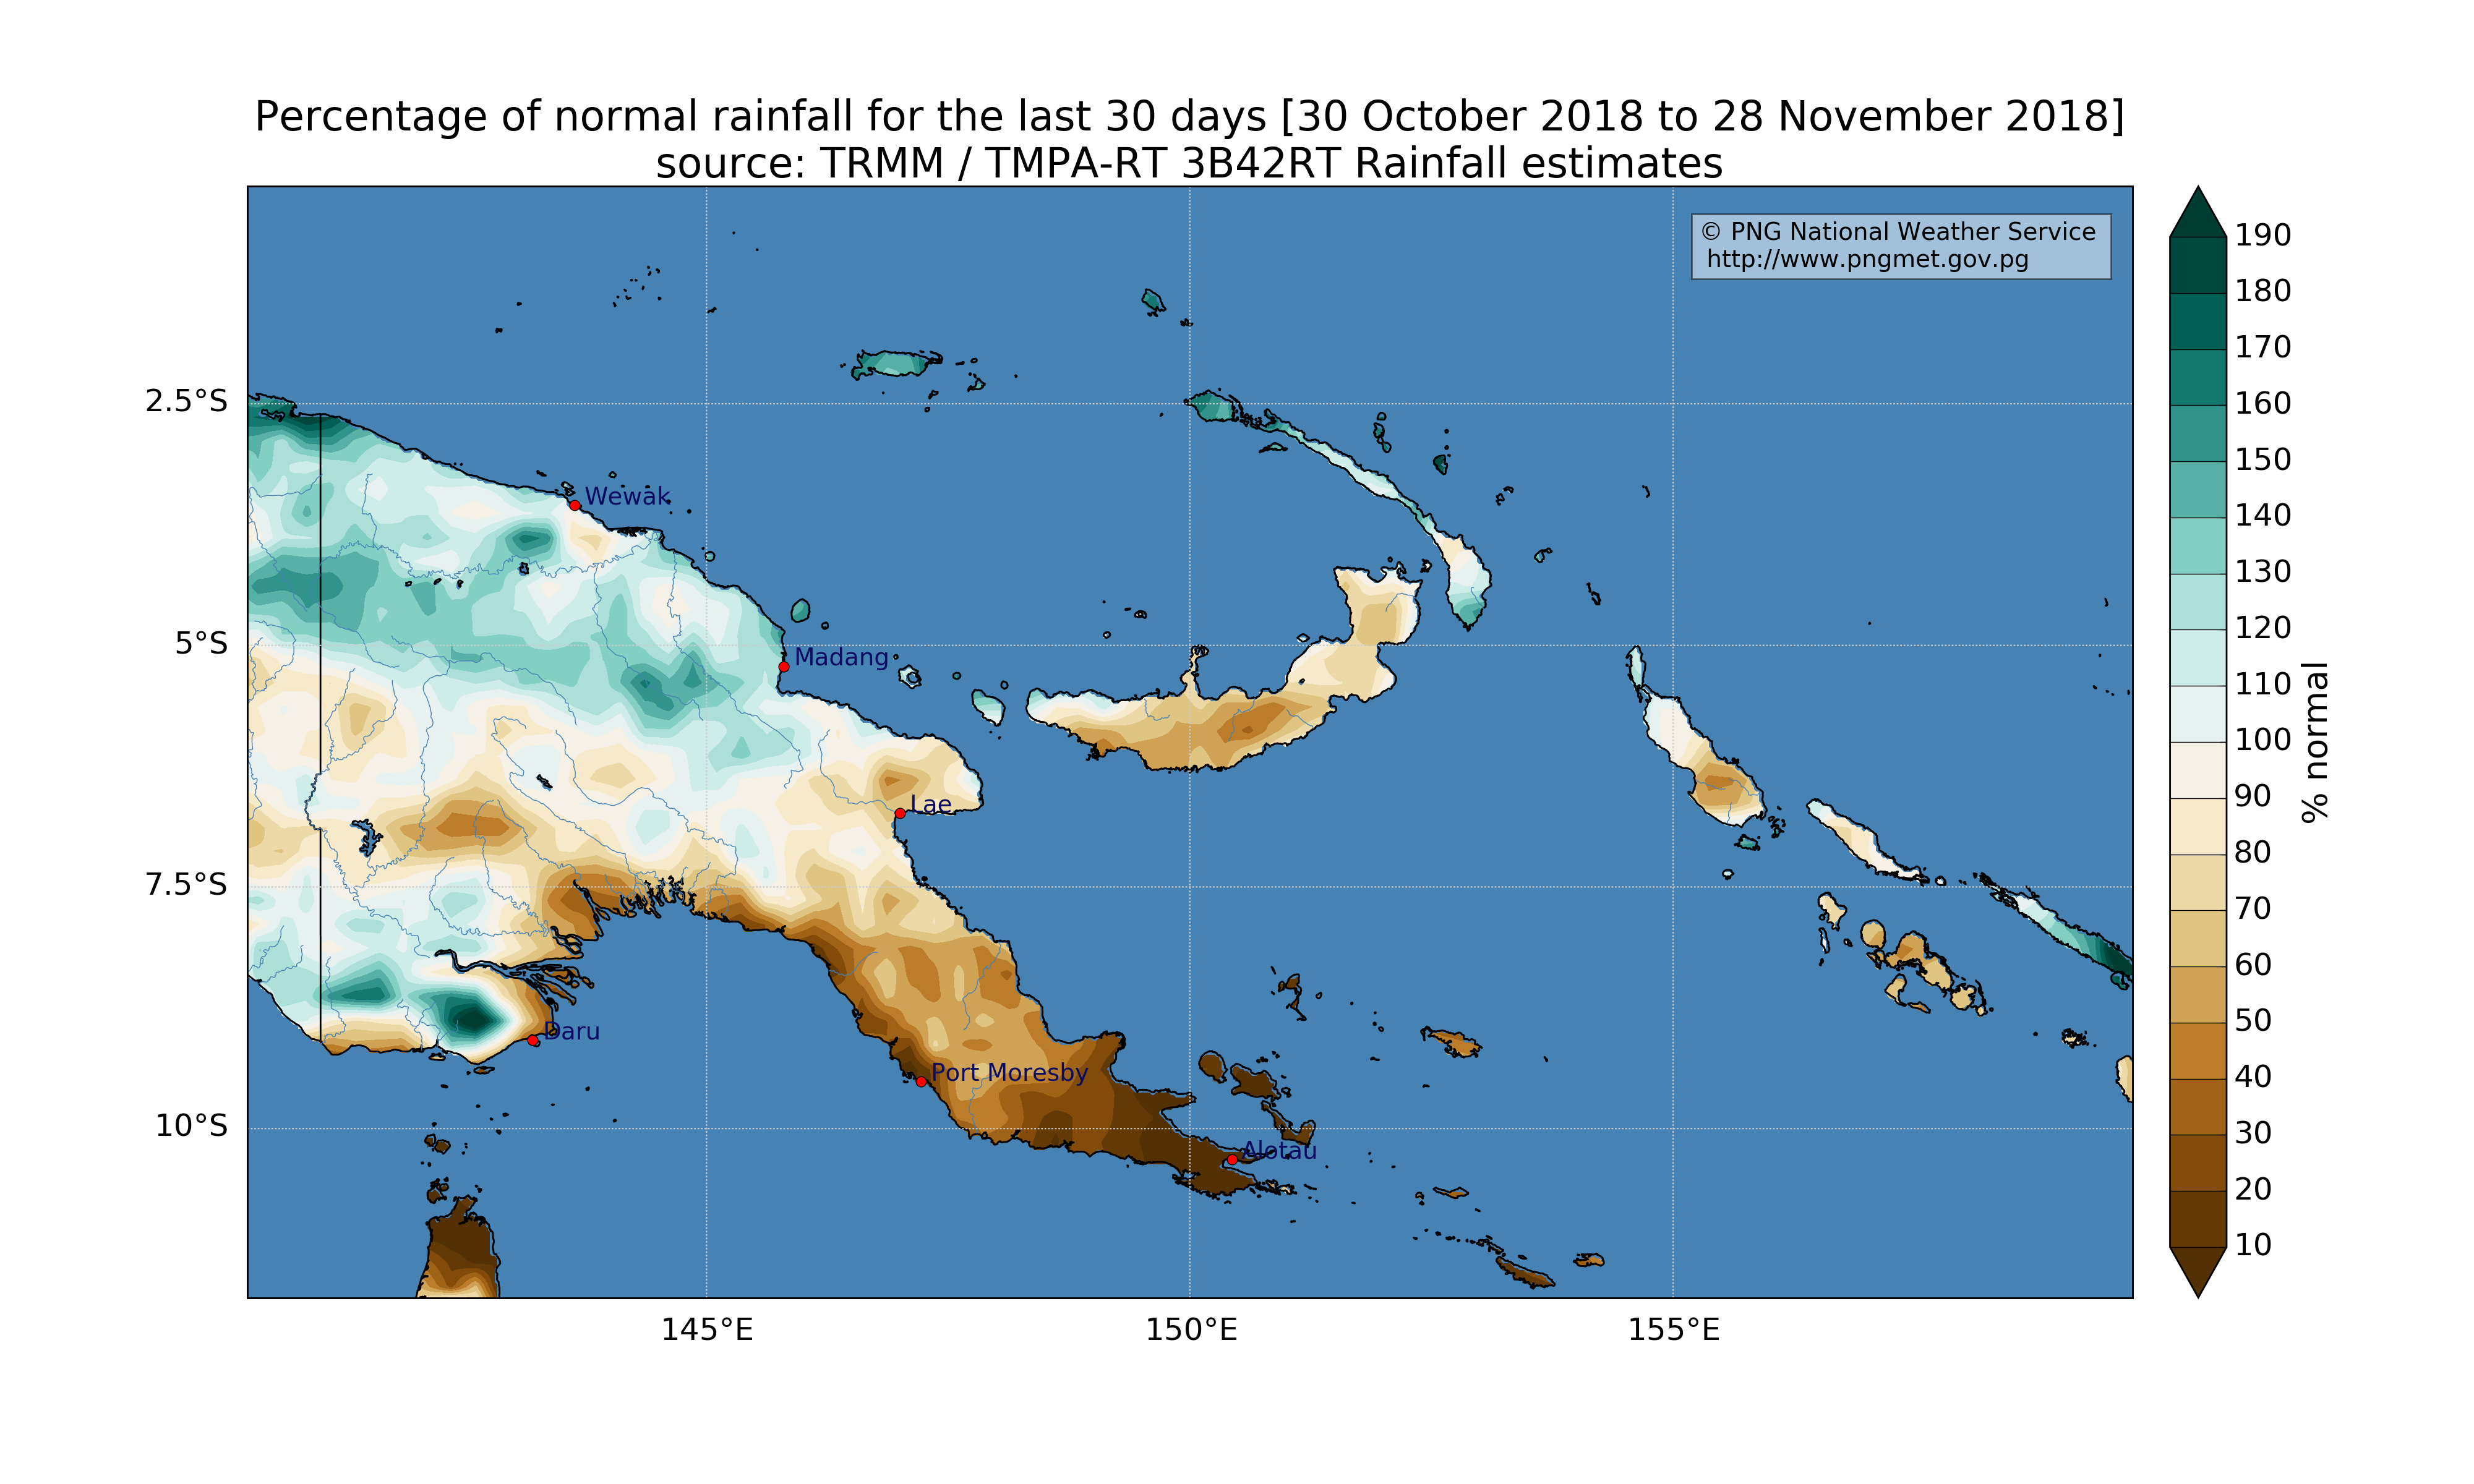 Percentage of normal rainfall for the last 30 days [30 October 2018 to 28 November 2018]
source: TRMM / TMPA-RT 3B42RT Rainfall estimates
© PNG National Weather Service
http://www.pngmet.gov.pg
190
180
170
160
150
140
130
120
110
100
90
80
70
60
50
40
30
20
10
% normal
2.5°S
5°S
7.5°S
10°S
Wewak
Madang
Lae
Daru
Port Moresby
Alotau
145°E
150°E
155°E